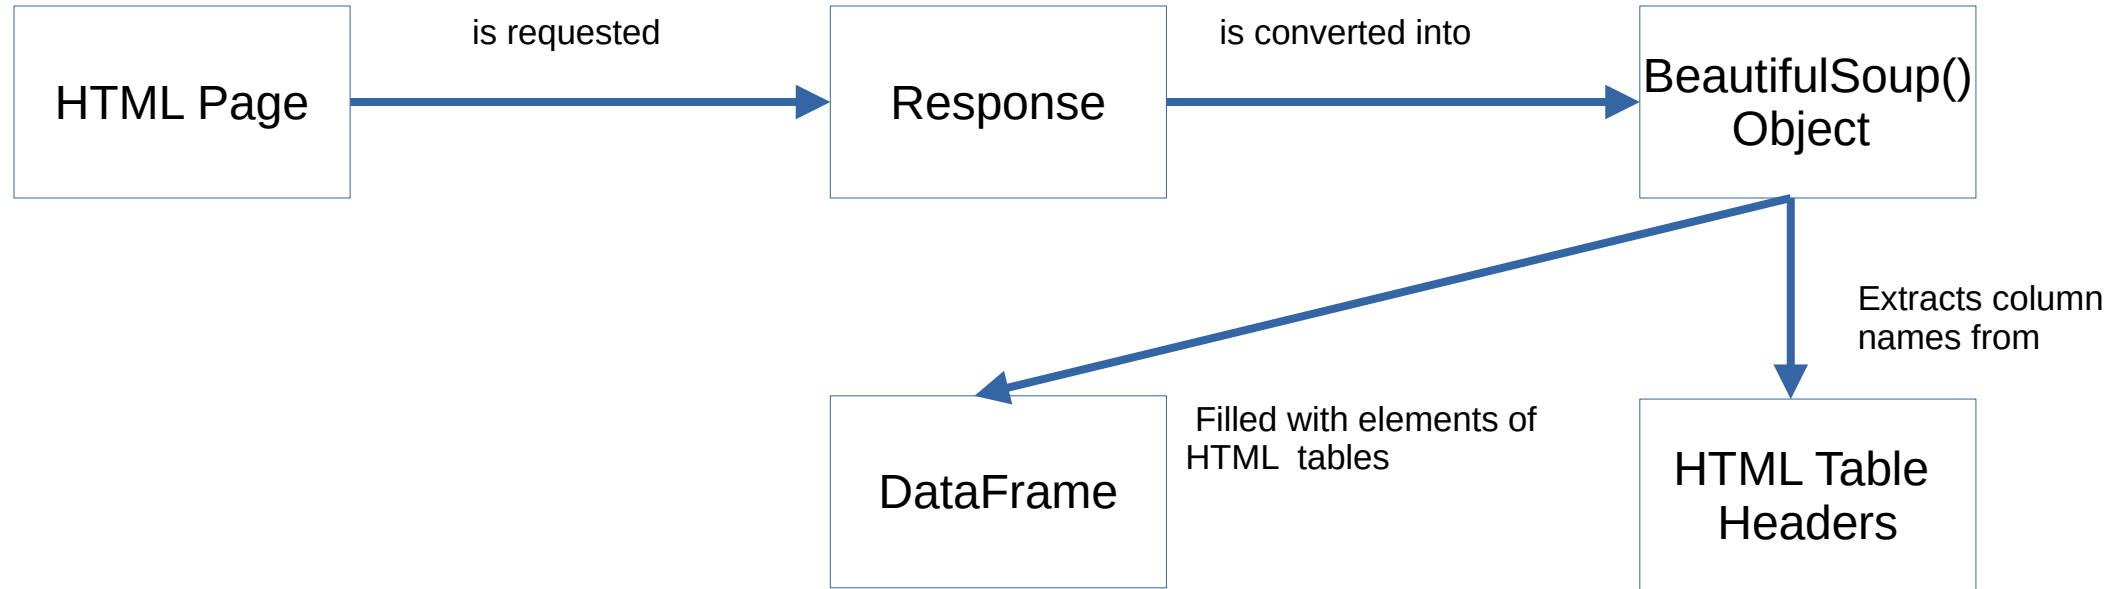 HTML Page
is requested
Response
is converted into
BeautifulSoup()
Object
Extracts column
names from
DataFrame
Filled with elements of
HTML  tables
HTML Table
Headers